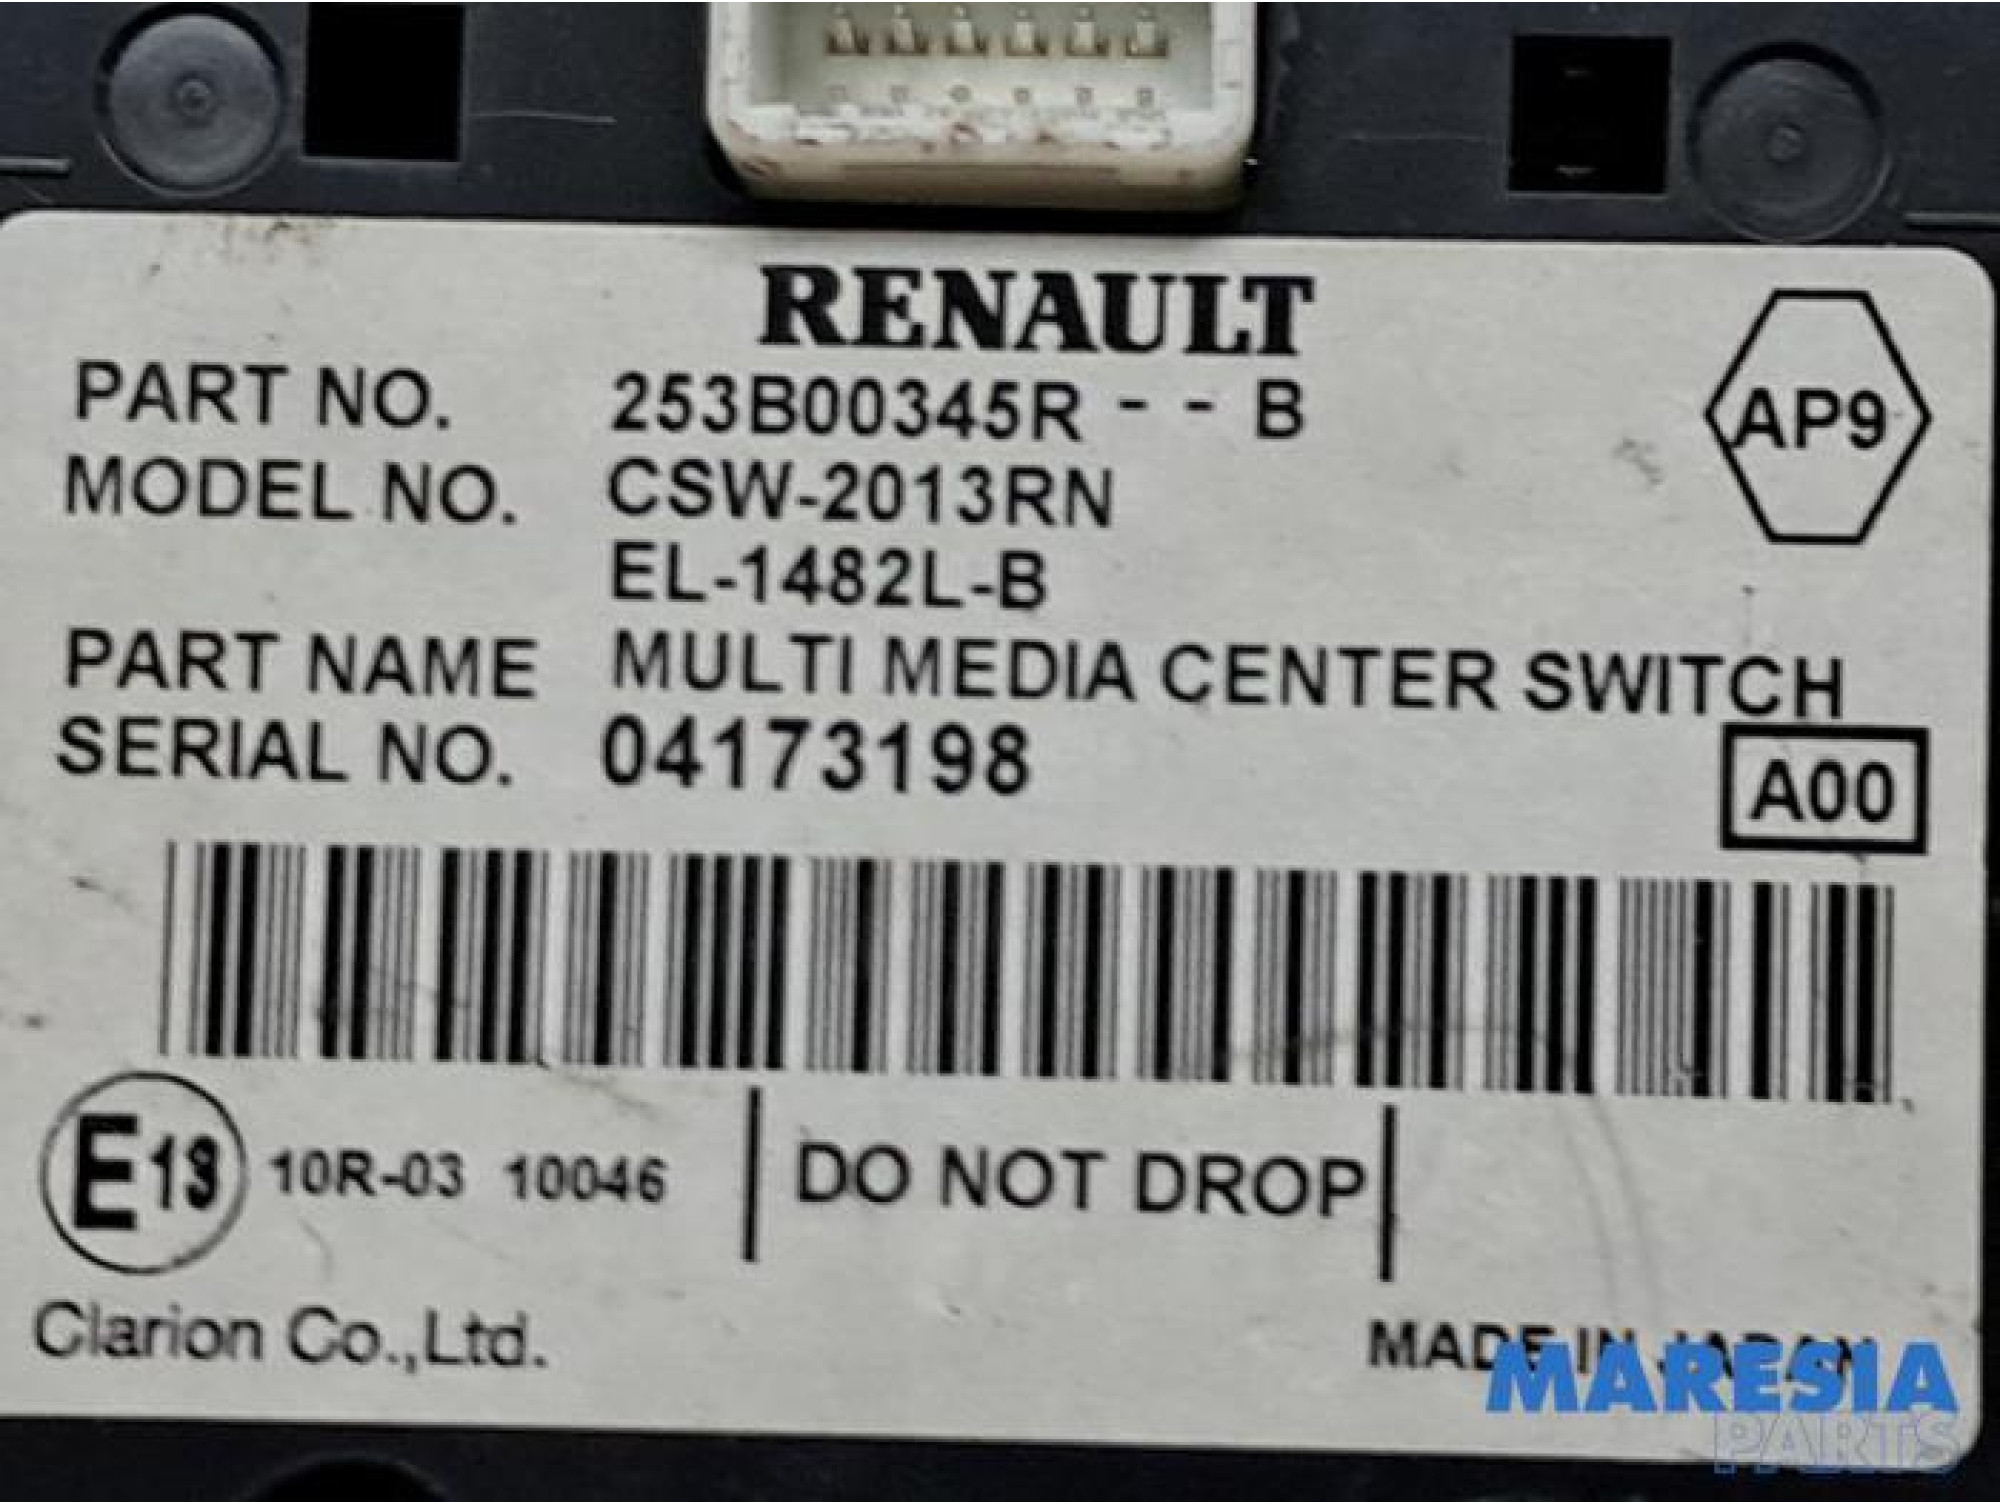 RENAULT
PART NO. 253B00345R - - B
AP9
MODEL NO. CSW-2013RN
EL-1482L-B
PART NAME MULTI MEDIA CENTER SWITCH
SERIAL NO. 04173198
A00
E13 10R-03 10046 DO NOT DROP
Clarion Co.,Ltd. MADE IN JAPAN
MARESIA
PARTS